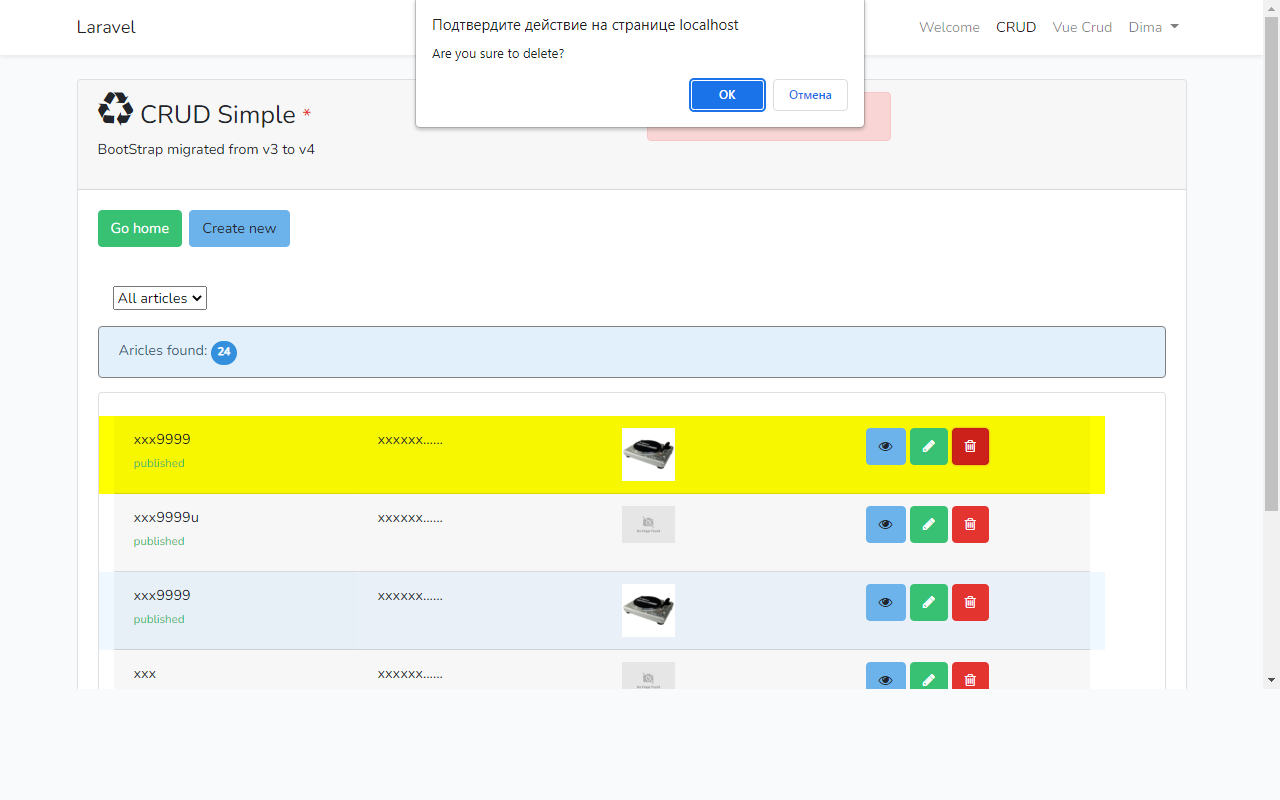 Laravel
Подтвердите действие на странице localhost
Are you sure to delete?
OK
Отмена
Welcome
CRUD
Vue Crud
Dima
CRUD Simple *
BootStrap migrated from v3 to v4
Go home
Create new
All articles
Aricles found: 24
xxx9999
xxxxxx......
published
xxx9999u
xxxxxx......
published
xxx9999
xxxxxx......
published
xxx
xxxxxx......